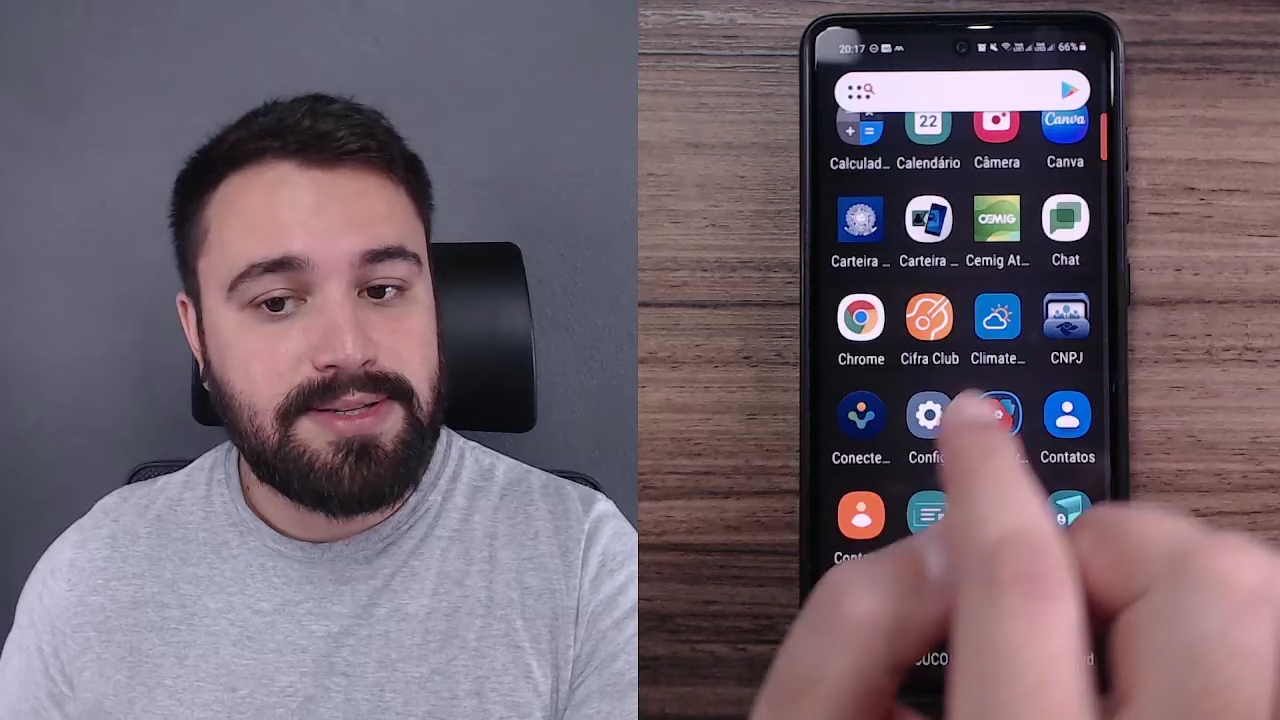 20:17 66%
22 Canva
Calculad... Calendário Câmera Canva
CEMIG
Carteira ... Carteira ... Cemig At... Chat
Chrome Cifra Club Climate... CNPJ
Conecte... Contatos